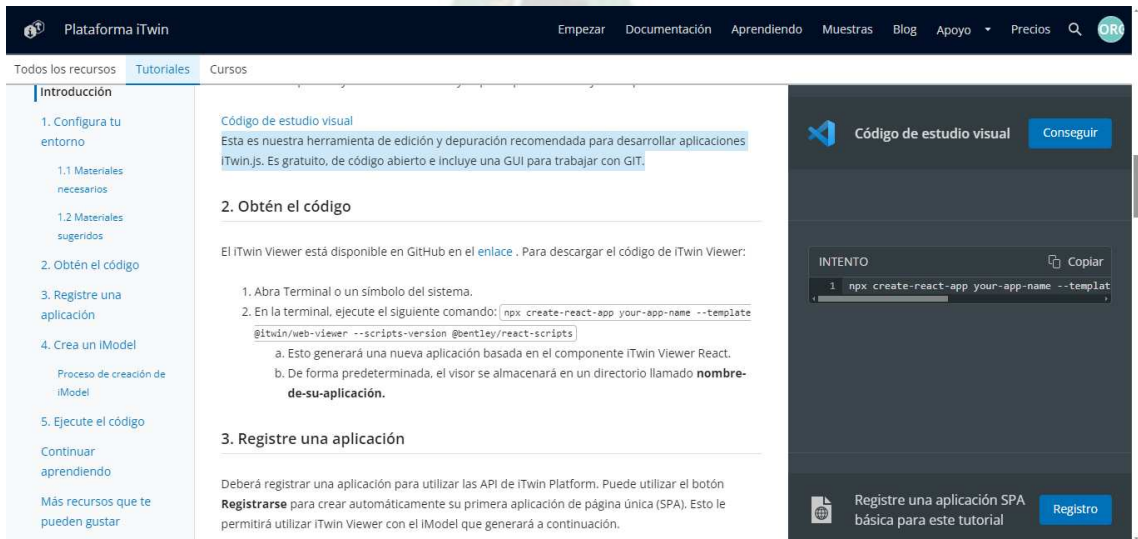 Plataforma iTwin
Empezar Documentación Aprendiendo Muestras Blog Apoyo Precios
Todos los recursos Tutoriales Cursos
Introducción
1. Configura tu
entorno
1.1 Materiales
necesarios
1.2 Materiales
sugeridos
2. Obtén el código
3. Registre una
aplicación
4. Crea un iModel
Proceso de creación de
iModel
5. Ejecute el código
Continuar
aprendiendo
Más recursos que te
pueden gustar
Código de estudio visual
Esta es nuestra herramienta de edición y depuración recomendada para desarrollar aplicaciones
iTwin.js. Es gratuito, de código abierto e incluye una GUI para trabajar con GIT.
2. Obtén el código
El iTwin Viewer está disponible en GitHub en el enlace . Para descargar el código de iTwin Viewer:
1. Abra Terminal o un símbolo del sistema.
2. En la terminal, ejecute el siguiente comando: npx create-react-app your-app-name --template
@itwin/web-viewer --scripts-version @bentley/react-scripts
a. Esto generará una nueva aplicación basada en el componente iTwin Viewer React.
b. De forma predeterminada, el visor se almacenará en un directorio llamado nombre-
de-su-aplicación.
3. Registre una aplicación
Deberá registrar una aplicación para utilizar las API de iTwin Platform. Puede utilizar el botón
Registrarse para crear automáticamente su primera aplicación de página única (SPA). Esto le
permitirá utilizar iTwin Viewer con el iModel que generará a continuación.
Código de estudio visual Conseguir
INTENTO Copiar
1 npx create-react-app your-app-name --templat
Registre una aplicación SPA
básica para este tutorial
Registro